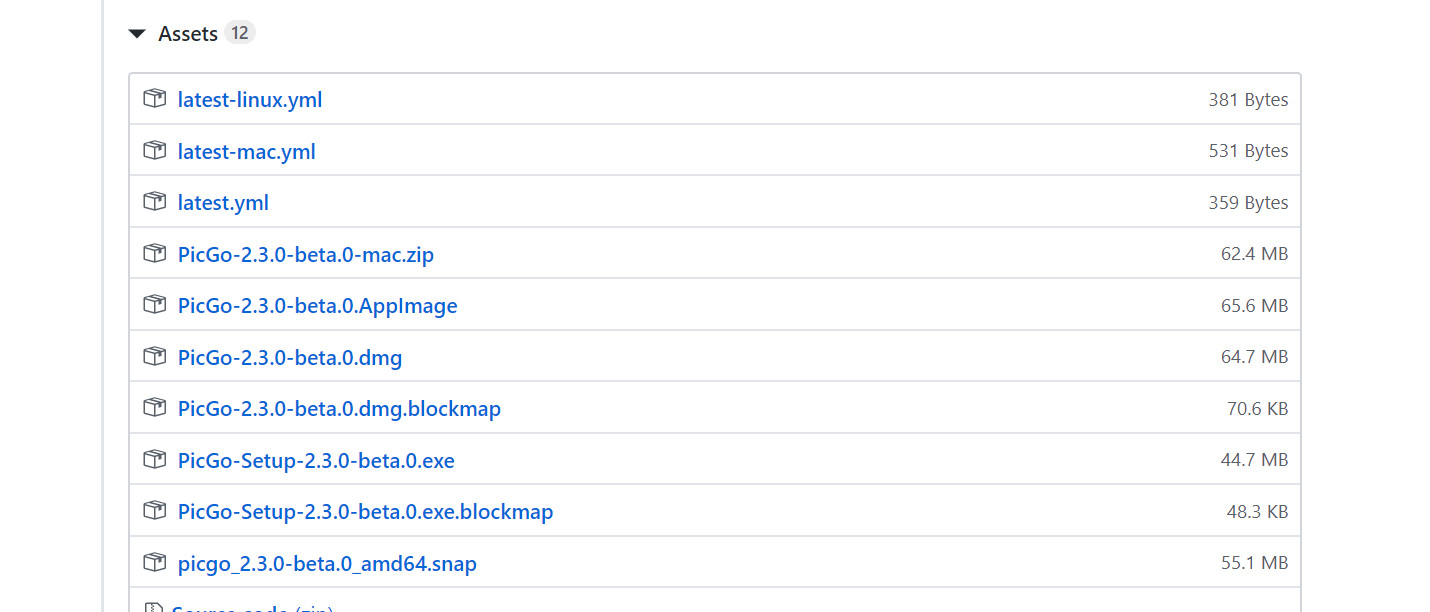 Assets 12
latest-linux.yml 381 Bytes
latest-mac.yml 531 Bytes
latest.yml 359 Bytes
PicGo-2.3.0-beta.0-mac.zip 62.4 MB
PicGo-2.3.0-beta.0.AppImage 65.6 MB
PicGo-2.3.0-beta.0.dmg 64.7 MB
PicGo-2.3.0-beta.0.dmg.blockmap 70.6 KB
PicGo-Setup-2.3.0-beta.0.exe 44.7 MB
PicGo-Setup-2.3.0-beta.0.exe.blockmap 48.3 KB
picgo_2.3.0-beta.0_amd64.snap 55.1 MB
Source code (zip)